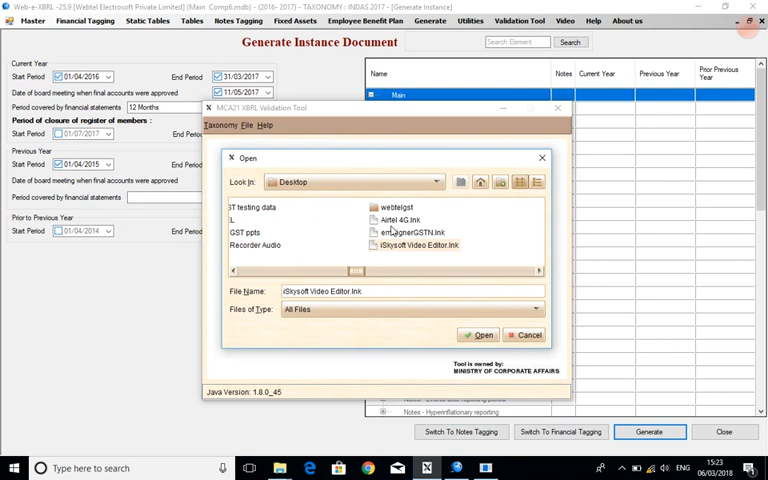 Web-e-XBRL -25.9 [Webtel Electrosoft Private Limited] (Main Comp6.mdb) - (2016- 2017) - TAXONOMY : INDAS 2017 - [Generate Instance]
Master Financial Tagging Static Tables Tables Notes Tagging Fixed Assets Employee Benefit Plan Generate Utilities Validation Tool Video Help About us
Generate Instance Document
Search Element Search
Current Year
Start Period 01/04/2016 End Period 31/03/2017
Date of board meeting when final accounts were approved 11/05/2017
Period covered by financial statements 12 Months
Period of closure of register of members :
Start Period 01/07/2017 End Per
Previous Year
Start Period 01/04/2015 End Per
Date of board meeting when final accounts were approved
Period covered by financial statements
Prior to Previous Year
Start Period 01/04/2014 End Per
Name Notes Current Year Previous Year Prior Previous Year
Main
MCA21 XBRL Validation Tool
Taxonomy File Help
Open
Look In: Desktop
ST testing data
L
GST ppts
Recorder Audio
webtelgst
Airtel 4G.lnk
emsignerGSTN.lnk
iSkysoft Video Editor.lnk
File Name: iSkysoft Video Editor.lnk
Files of Type: All Files
Open Cancel
Tool is owned by:
MINISTRY OF CORPORATE AFFAIRS
Java Version: 1.8.0_45
Notes - Hyperinflationary reporting
Switch To Notes Tagging Switch To Financial Tagging Generate Close
Type here to search
ENG
15:23
06/03/2018